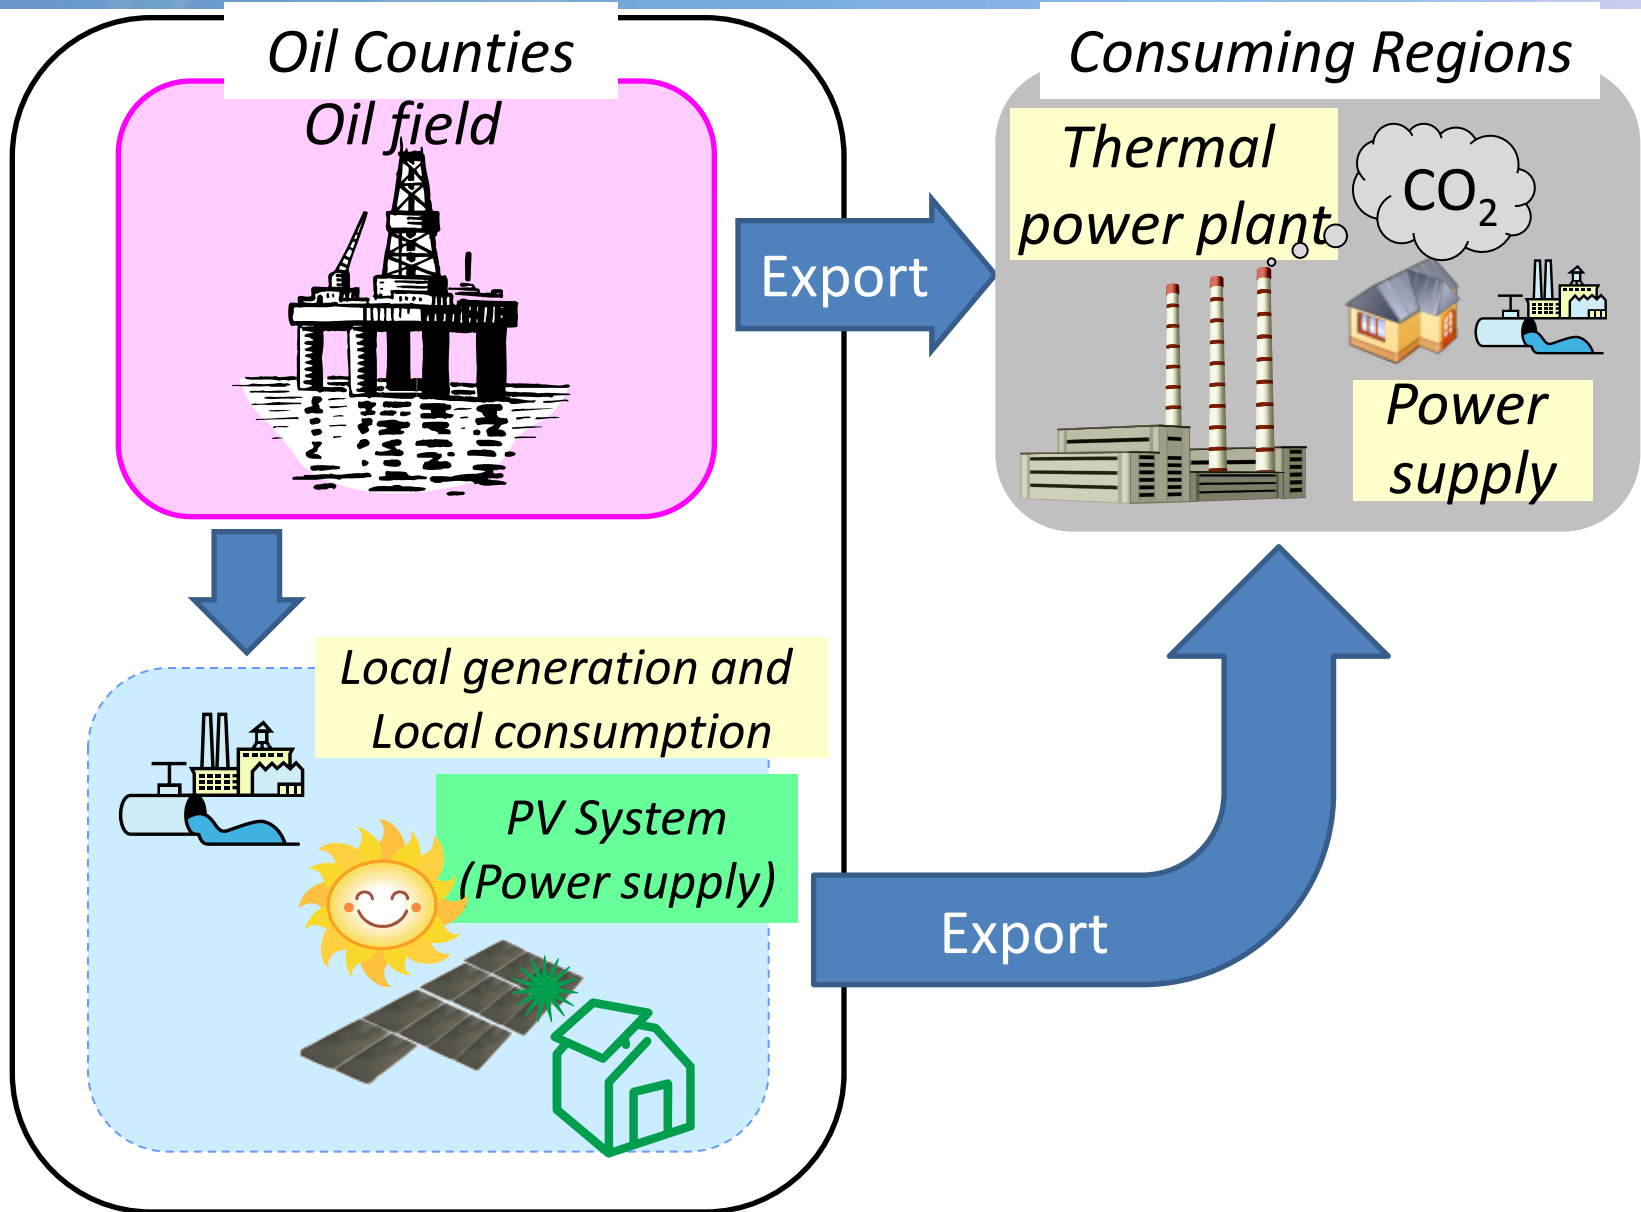 Oil Counties
Oil field
Export
Consuming Regions
Thermal
power plant
CO₂
Power
supply
Local generation and
Local consumption
PV System
(Power supply)
Export